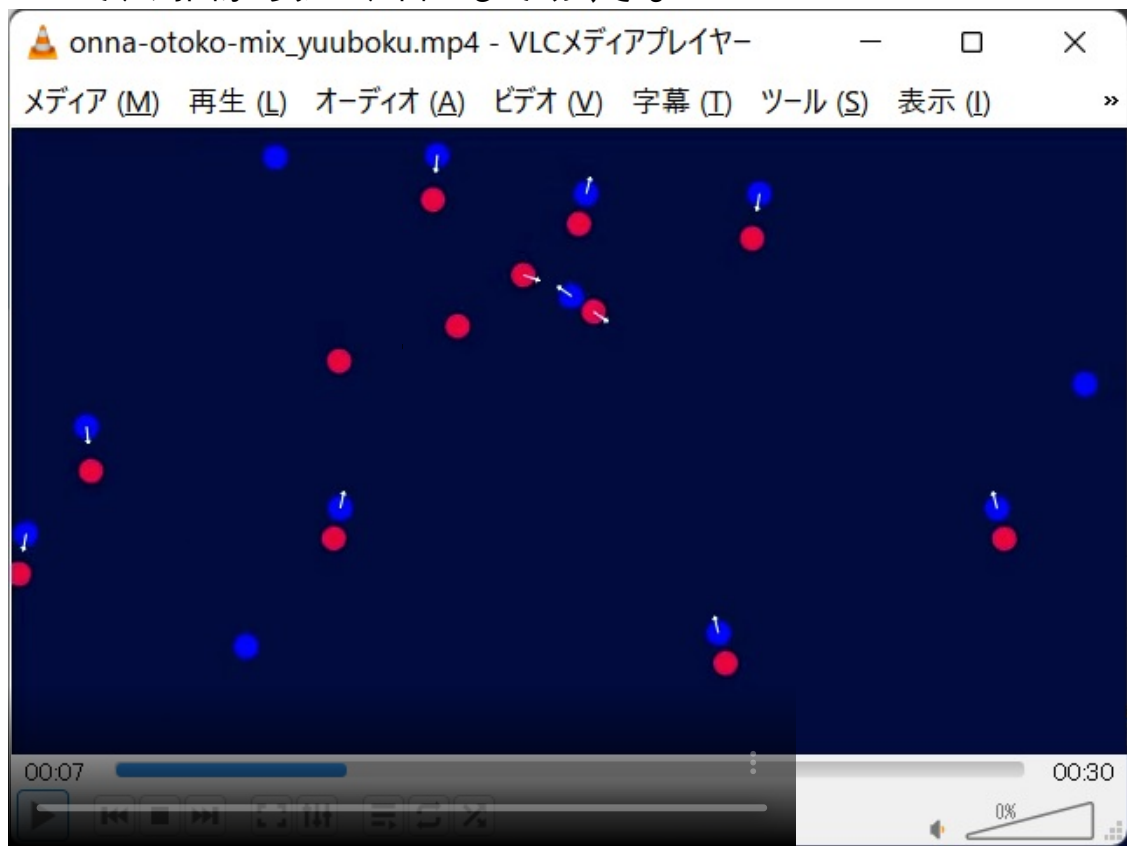 onna-otoko-mix_yuuboku.mp4 - VLCメディアプレイヤー
メディア (M) 再生 (L) オーディオ (A) ビデオ (V) 字幕 (T) ツール (S) 表示 (I) »
00:07 00:30
0%